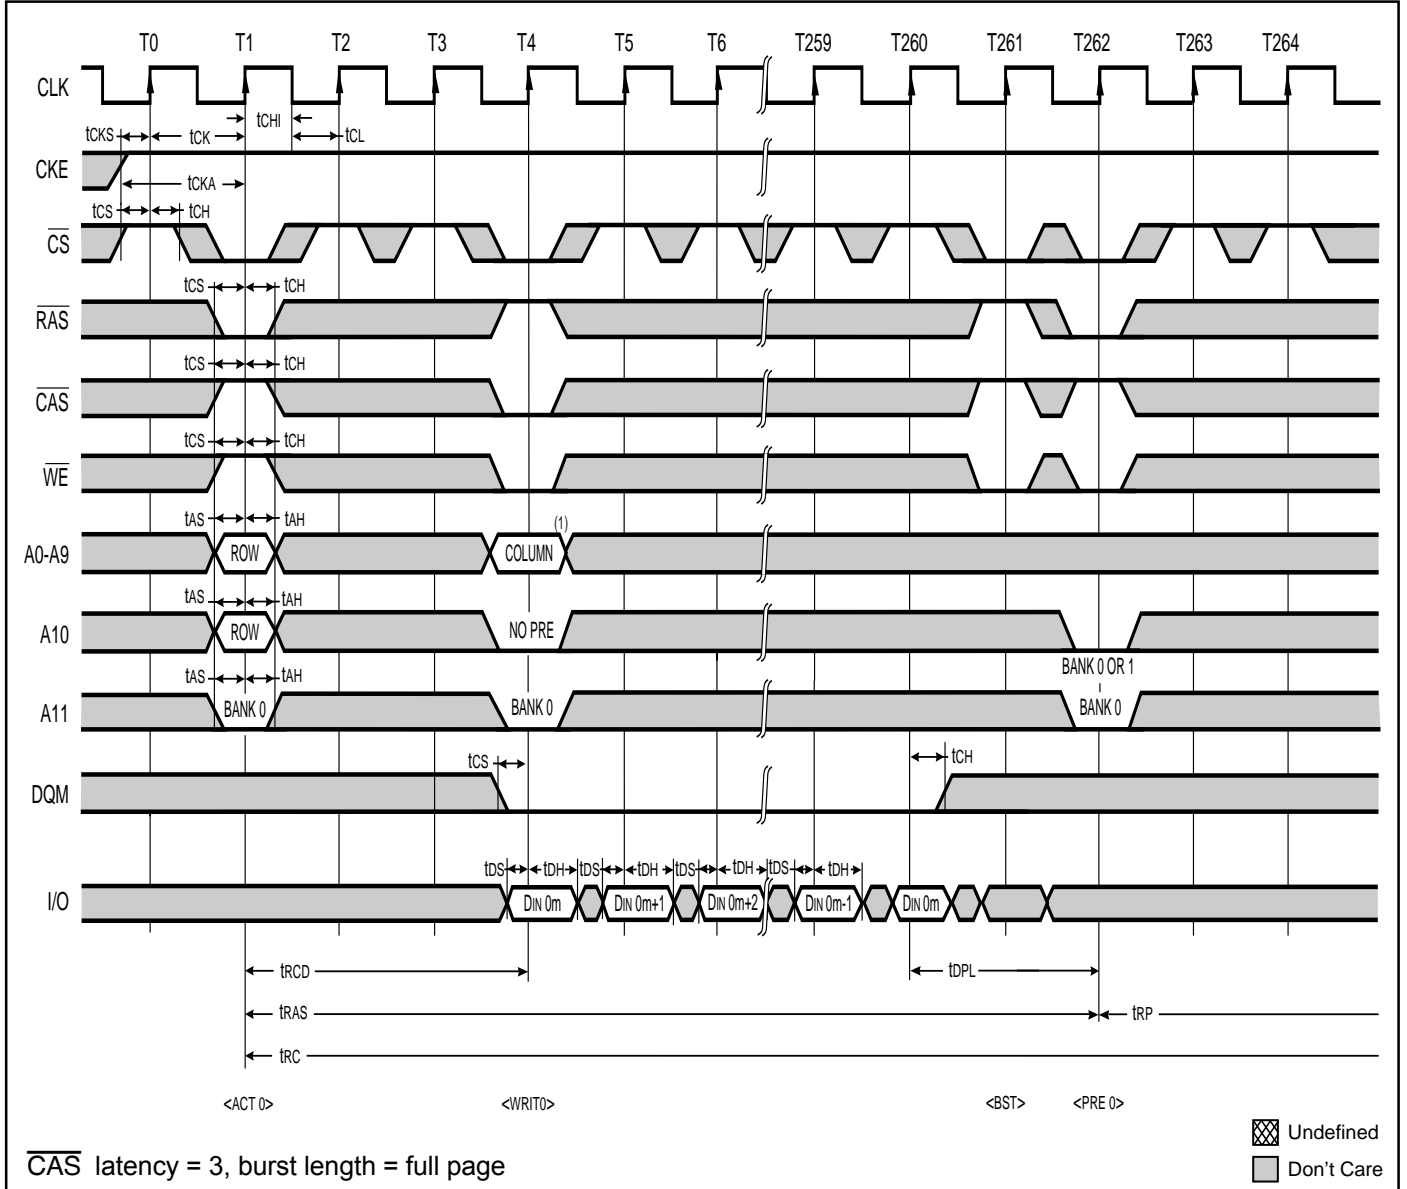 T0 T1 T2 T3 T4 T5 T6 T259 T260 T261 T262 T263 T264
CLK
tCHI
tCKS tCK tCL
CKE
tCKA
tCS tCH
CS
tCS tCH
RAS
tCS tCH
CAS
tCS tCH
WE
tAS tAH (1)
A0-A9 ROW COLUMN
tAS tAH
A10 ROW NO PRE
BANK 0 OR 1
tAS tAH
A11 BANK 0 BANK 0 BANK 0
tCS tCH
DQM
tDS tDH tDS tDH tDS tDH tDS tDH
I/O DIN 0m DIN 0m+1 DIN 0m+2 DIN 0m-1 DIN 0m
tRCD tDPL
tRAS tRP
tRC
<ACT 0> <WRIT0> <BST> <PRE 0>
Undefined
CAS latency = 3, burst length = full page
Don't Care